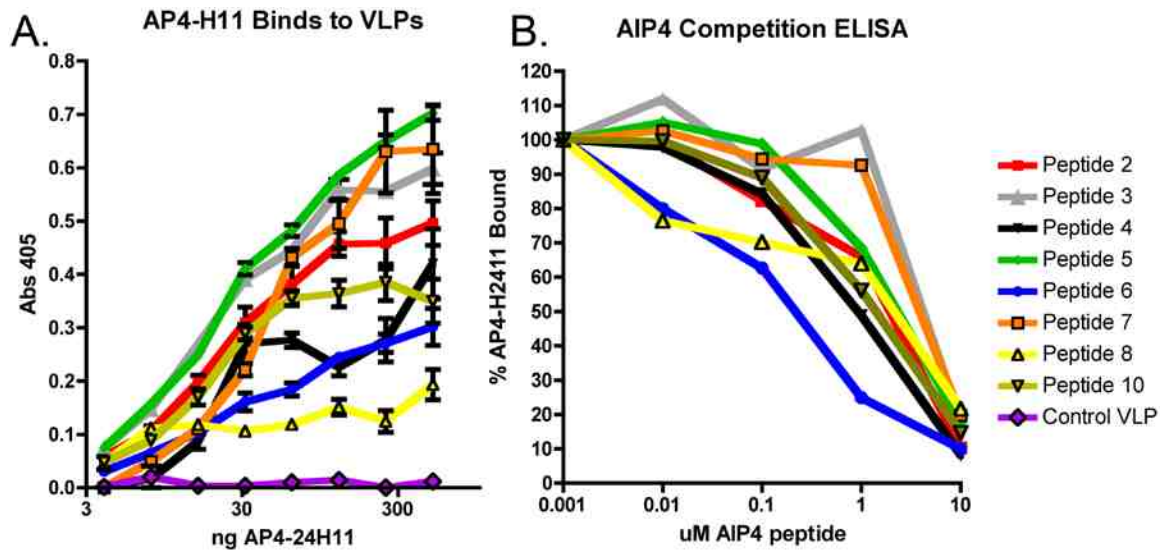 A.
AP4-H11 Binds to VLPs
Abs 405
0.8
0.7
0.6
0.5
0.4
0.3
0.2
0.1
0.0
3
30
300
ng AP4-24H11
B.
AIP4 Competition ELISA
% AP4-H2411 Bound
120
110
100
90
80
70
60
50
40
30
20
10
0
0.001
0.01
0.1
1
10
uM AIP4 peptide
Peptide 2
Peptide 3
Peptide 4
Peptide 5
Peptide 6
Peptide 7
Peptide 8
Peptide 10
Control VLP